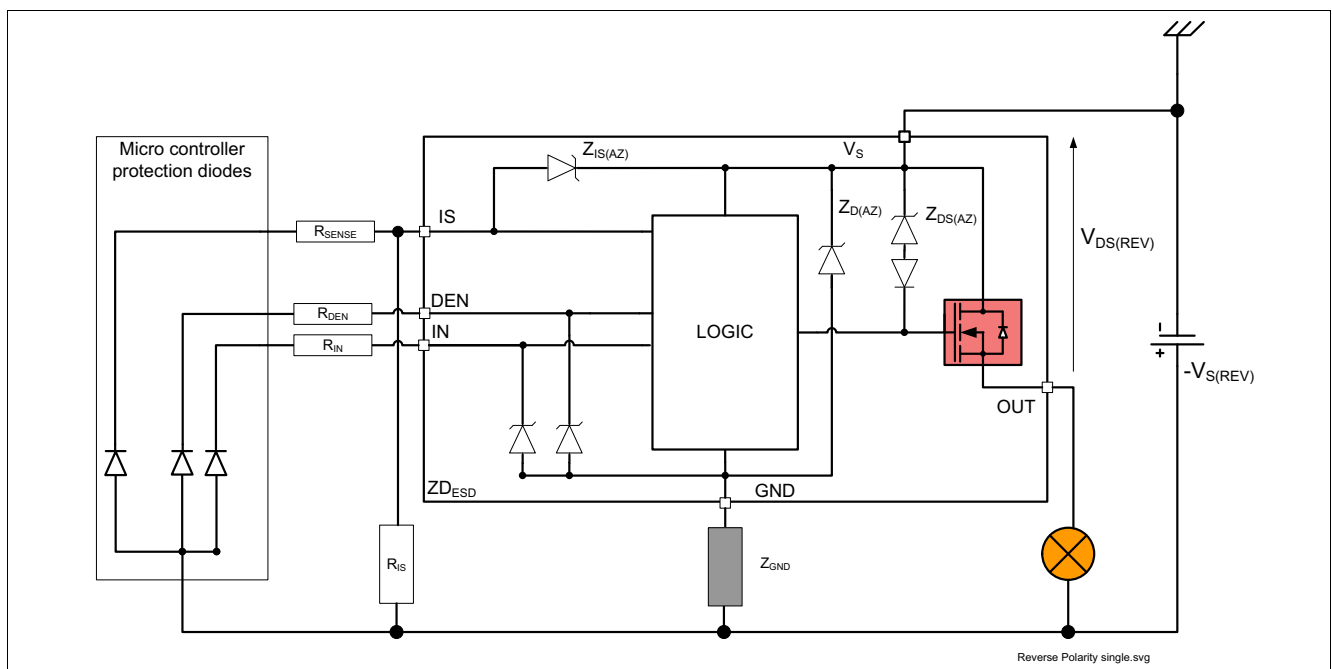 Micro controller
protection diodes
Z_IS(AZ)
V_S
Z_D(AZ)
Z_DS(AZ)
V_DS(REV)
R_SENSE
IS
R_DEN
DEN
R_IN
IN
LOGIC
-
+
-V_S(REV)
OUT
ZD_ESD
GND
R_IS
Z_GND
Reverse Polarity single.svg